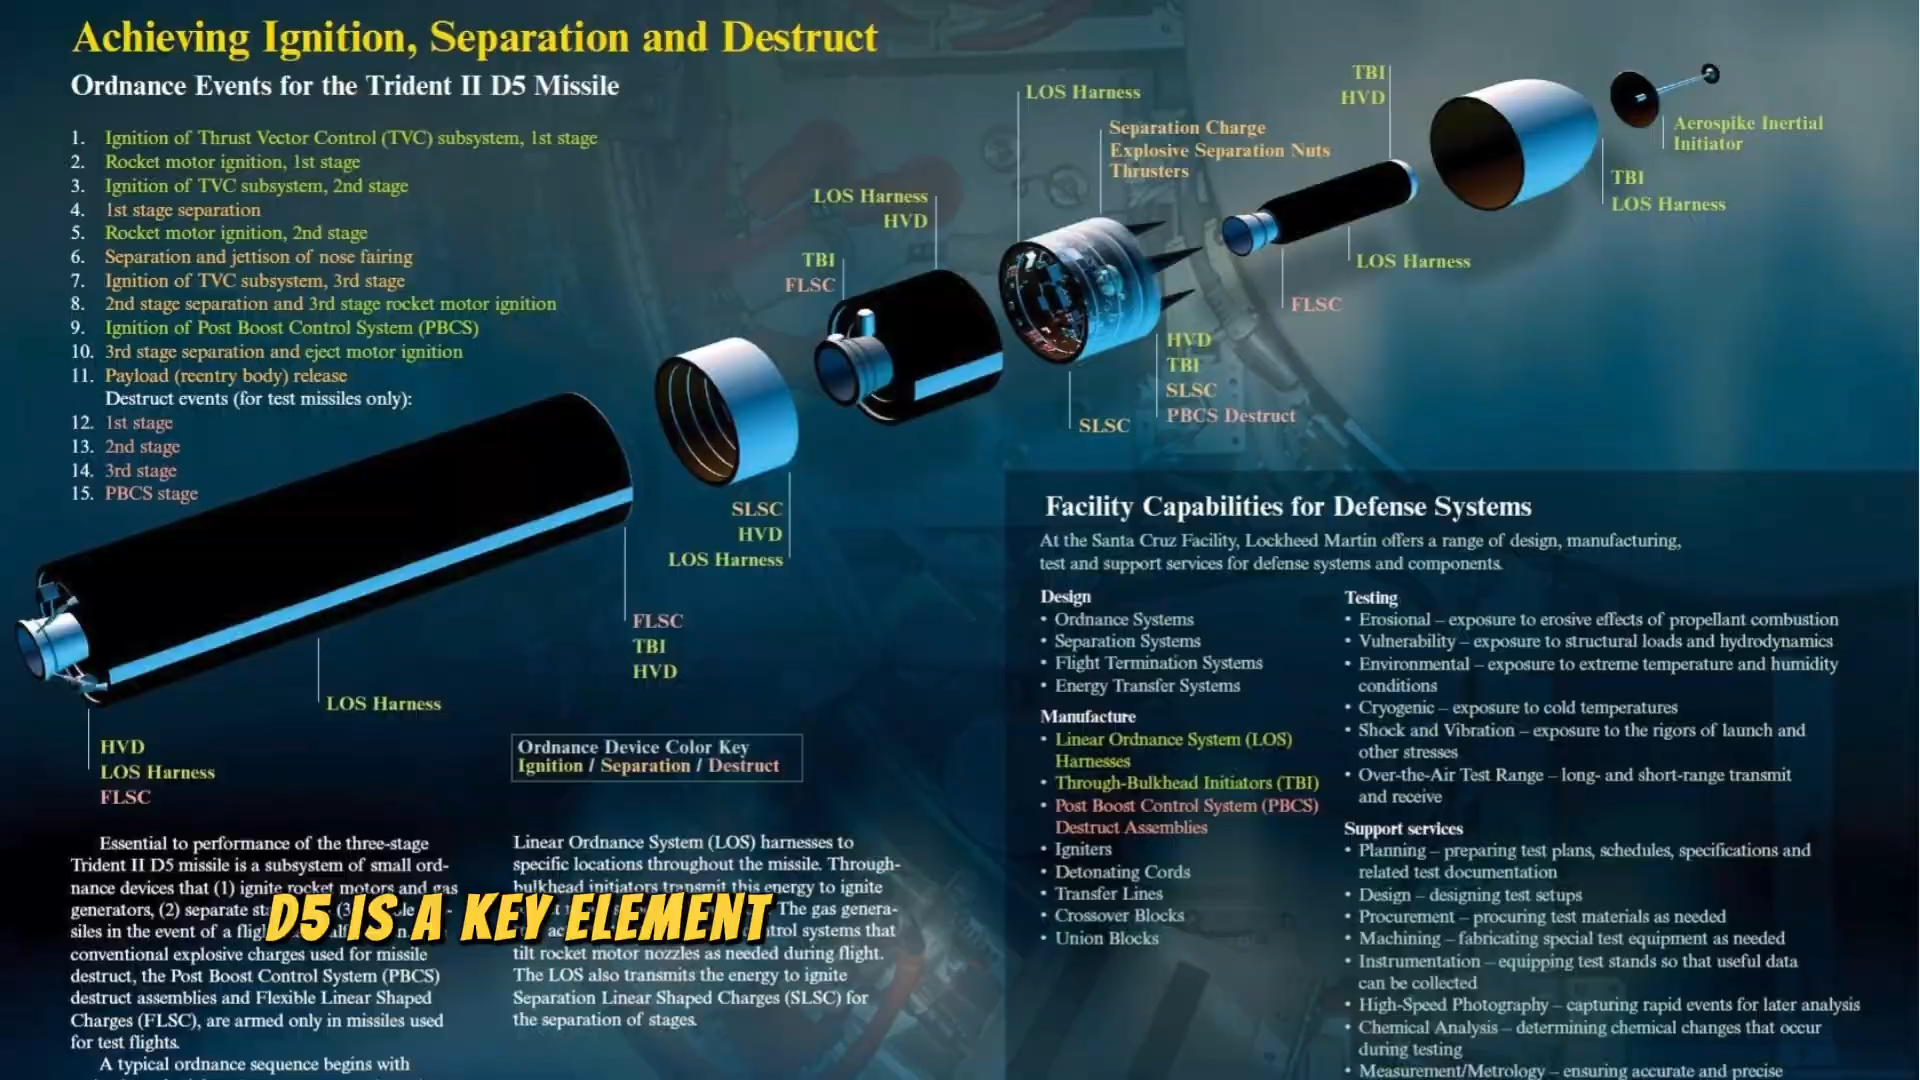 Achieving Ignition, Separation and Destruct
Ordnance Events for the Trident II D5 Missile
1. Ignition of Thrust Vector Control (TVC) subsystem, 1st stage
2. Rocket motor ignition, 1st stage
3. Ignition of TVC subsystem, 2nd stage
4. 1st stage separation
5. Rocket motor ignition, 2nd stage
6. Separation and jettison of nose fairing
7. Ignition of TVC subsystem, 3rd stage
8. 2nd stage separation and 3rd stage rocket motor ignition
9. Ignition of Post Boost Control System (PBCS)
10. 3rd stage separation and eject motor ignition
11. Payload (reentry body) release
Destruct events (for test missiles only):
12. 1st stage
13. 2nd stage
14. 3rd stage
15. PBCS stage
HVD
LOS Harness
FLSC
LOS Harness
FLSC
TBI
HVD
SLSC
HVD
LOS Harness
TBI
FLSC
LOS Harness
HVD
LOS Harness
Separation Charge
Explosive Separation Nuts
Thrusters
SLSC
HVD
TBI
SLSC
PBCS Destruct
TBI
HVD
FLSC
LOS Harness
TBI
LOS Harness
Aerospike Inertial
Initiator
Ordnance Device Color Key
Ignition / Separation / Destruct
Essential to performance of the three-stage
Trident II D5 missile is a subsystem of small ord-
nance devices that (1) ignite rocket motors and gas
generators, (2) separate
siles in the event of a
conventional explosive charges used for missile
destruct, the Post Boost Control System (PBCS)
destruct assemblies and Flexible Linear Shaped
Charges (FLSC), are armed only in missiles used
for test flights.
A typical ordnance sequence begins with
Linear Ordnance System (LOS) harnesses to
specific locations throughout the missile. Through-
bulkhead initiators transmit this energy to ignite
The gas genera-
systems that
tilt rocket motor nozzles as needed during flight.
The LOS also transmits the energy to ignite
Separation Linear Shaped Charges (SLSC) for
the separation of stages.
D5 IS A KEY ELEMENT
Facility Capabilities for Defense Systems
At the Santa Cruz Facility, Lockheed Martin offers a range of design, manufacturing,
test and support services for defense systems and components.
Design
• Ordnance Systems
• Separation Systems
• Flight Termination Systems
• Energy Transfer Systems
Manufacture
• Linear Ordnance System (LOS)
Harnesses
• Through-Bulkhead Initiators (TBI)
• Post Boost Control System (PBCS)
Destruct Assemblies
• Igniters
• Detonating Cords
• Transfer Lines
• Crossover Blocks
• Union Blocks
Testing
• Erosional – exposure to erosive effects of propellant combustion
• Vulnerability – exposure to structural loads and hydrodynamics
• Environmental – exposure to extreme temperature and humidity
conditions
• Cryogenic – exposure to cold temperatures
• Shock and Vibration – exposure to the rigors of launch and
other stresses
• Over-the-Air Test Range – long- and short-range transmit
and receive
Support services
• Planning – preparing test plans, schedules, specifications and
related test documentation
• Design – designing test setups
• Procurement – procuring test materials as needed
• Machining – fabricating special test equipment as needed
• Instrumentation – equipping test stands so that useful data
can be collected
• High-Speed Photography – capturing rapid events for later analysis
• Chemical Analysis – determining chemical changes that occur
during testing
• Measurement/Metrology – ensuring accurate and precise